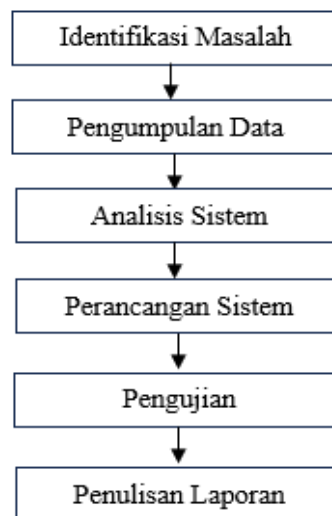 Identifikasi Masalah
Pengumpulan Data
Analisis Sistem
Perancangan Sistem
Pengujian
Penulisan Laporan